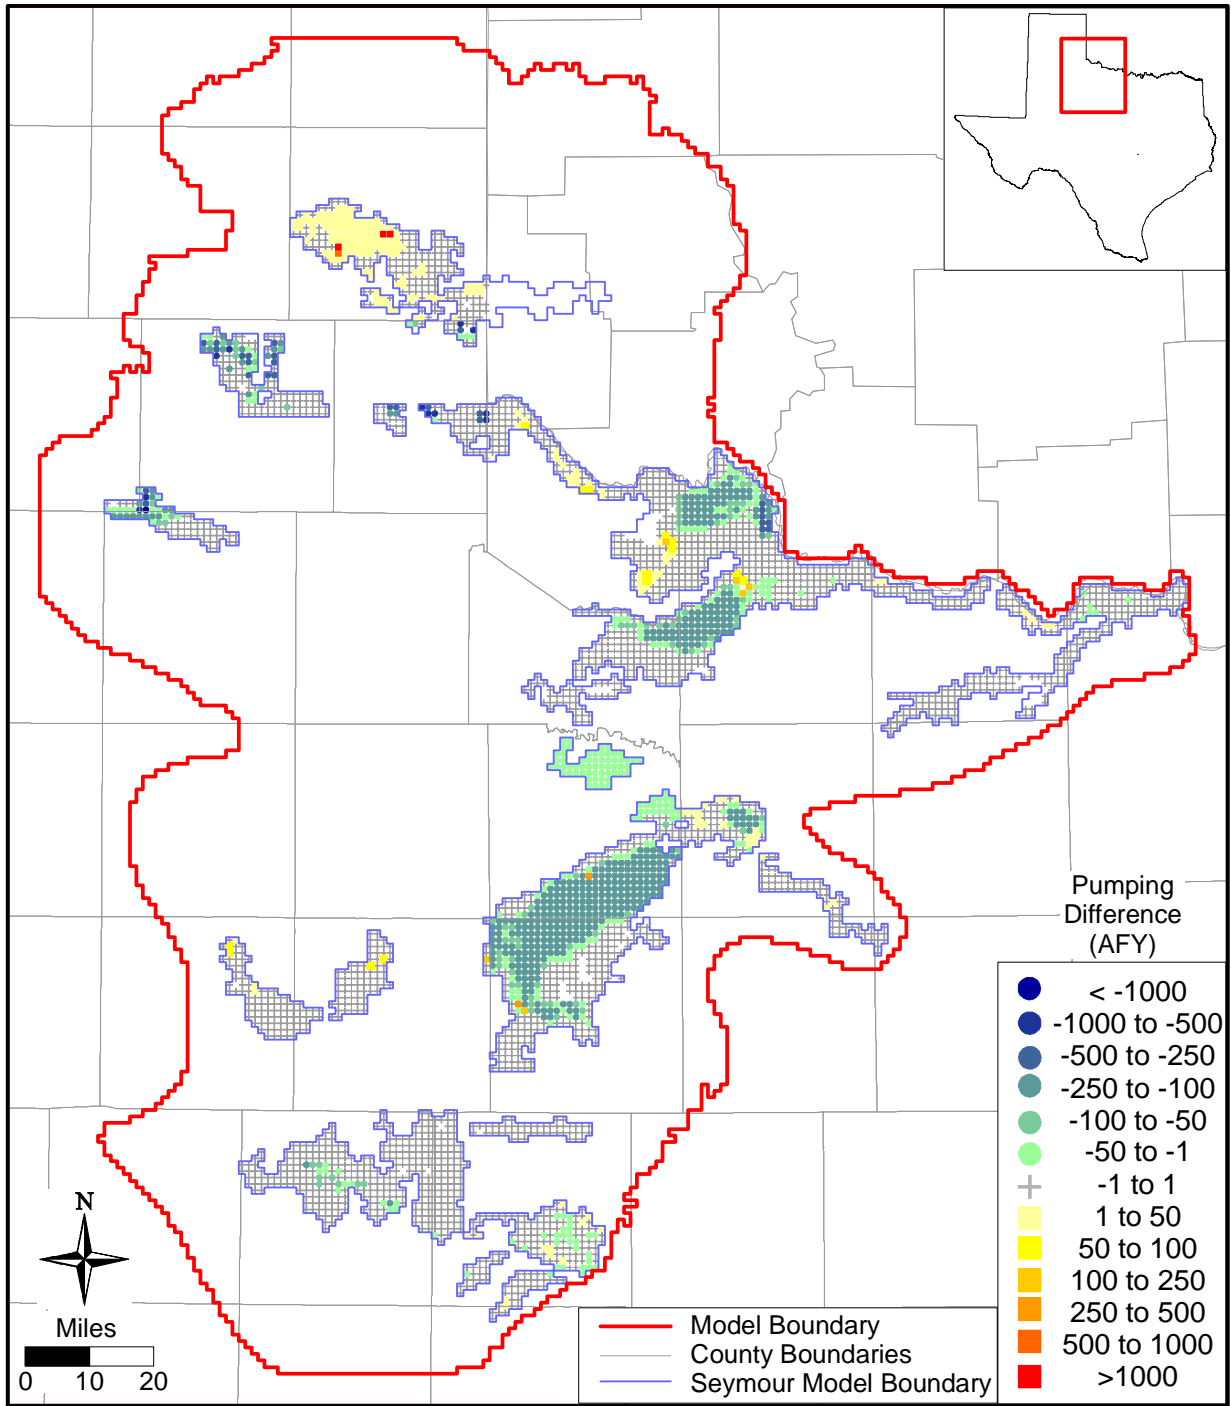 Pumping
Difference
(AFY)
< -1000
-1000 to -500
-500 to -250
-250 to -100
-100 to -50
-50 to -1
-1 to 1
1 to 50
50 to 100
100 to 250
250 to 500
500 to 1000
>1000
N
Miles
0 10 20
Model Boundary
County Boundaries
Seymour Model Boundary